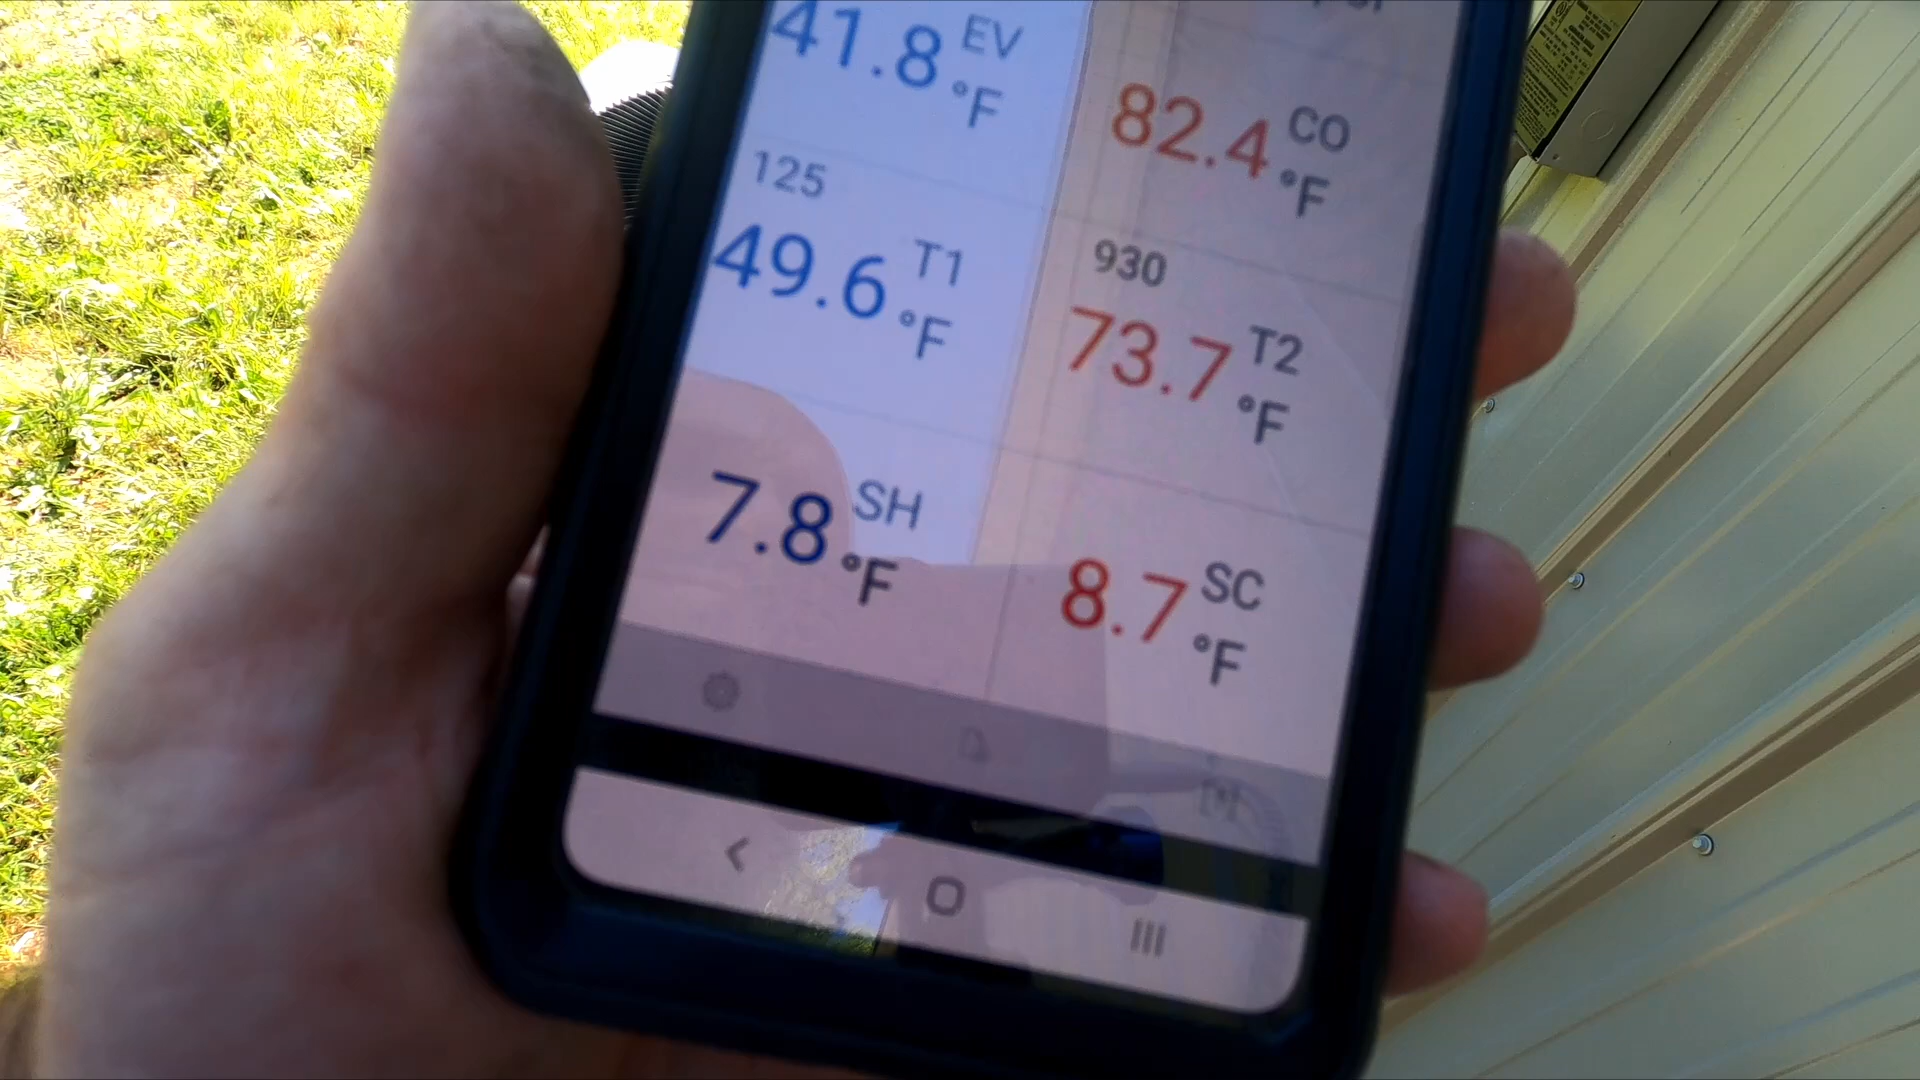 41.8 EV °F
82.4 CO °F
125
49.6 T1 °F
930
73.7 T2 °F
7.8 SH °F
8.7 SC °F